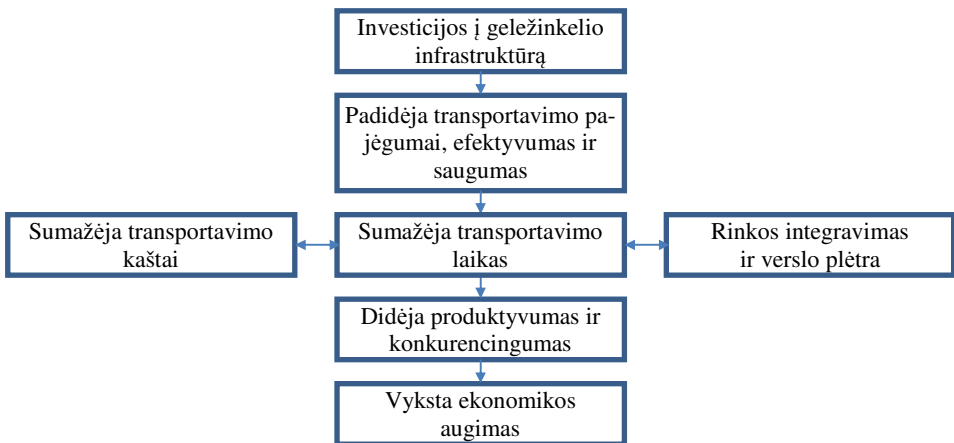 Investicijos į geležinkelio
infrastruktūrą
Padidėja transportavimo pa-
jėgumai, efektyvumas ir
saugumas
Sumažėja transportavimo
kaštai
Sumažėja transportavimo
laikas
Rinkos integravimas
ir verslo plėtra
Didėja produktyvumas ir
konkurencingumas
Vyksta ekonomikos
augimas